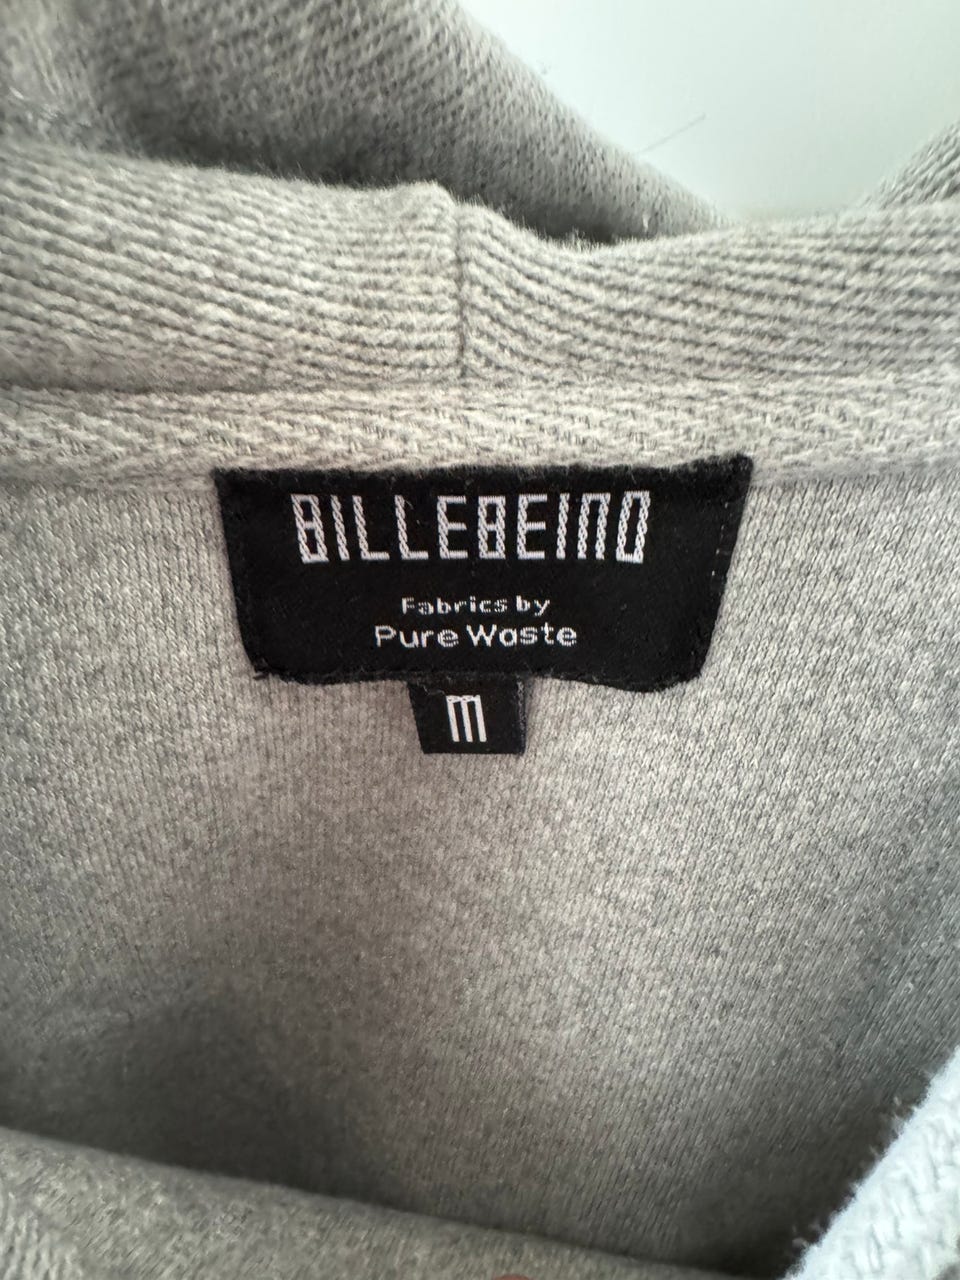 BILLEBEINO
Fabrics by
Pure Waste
M